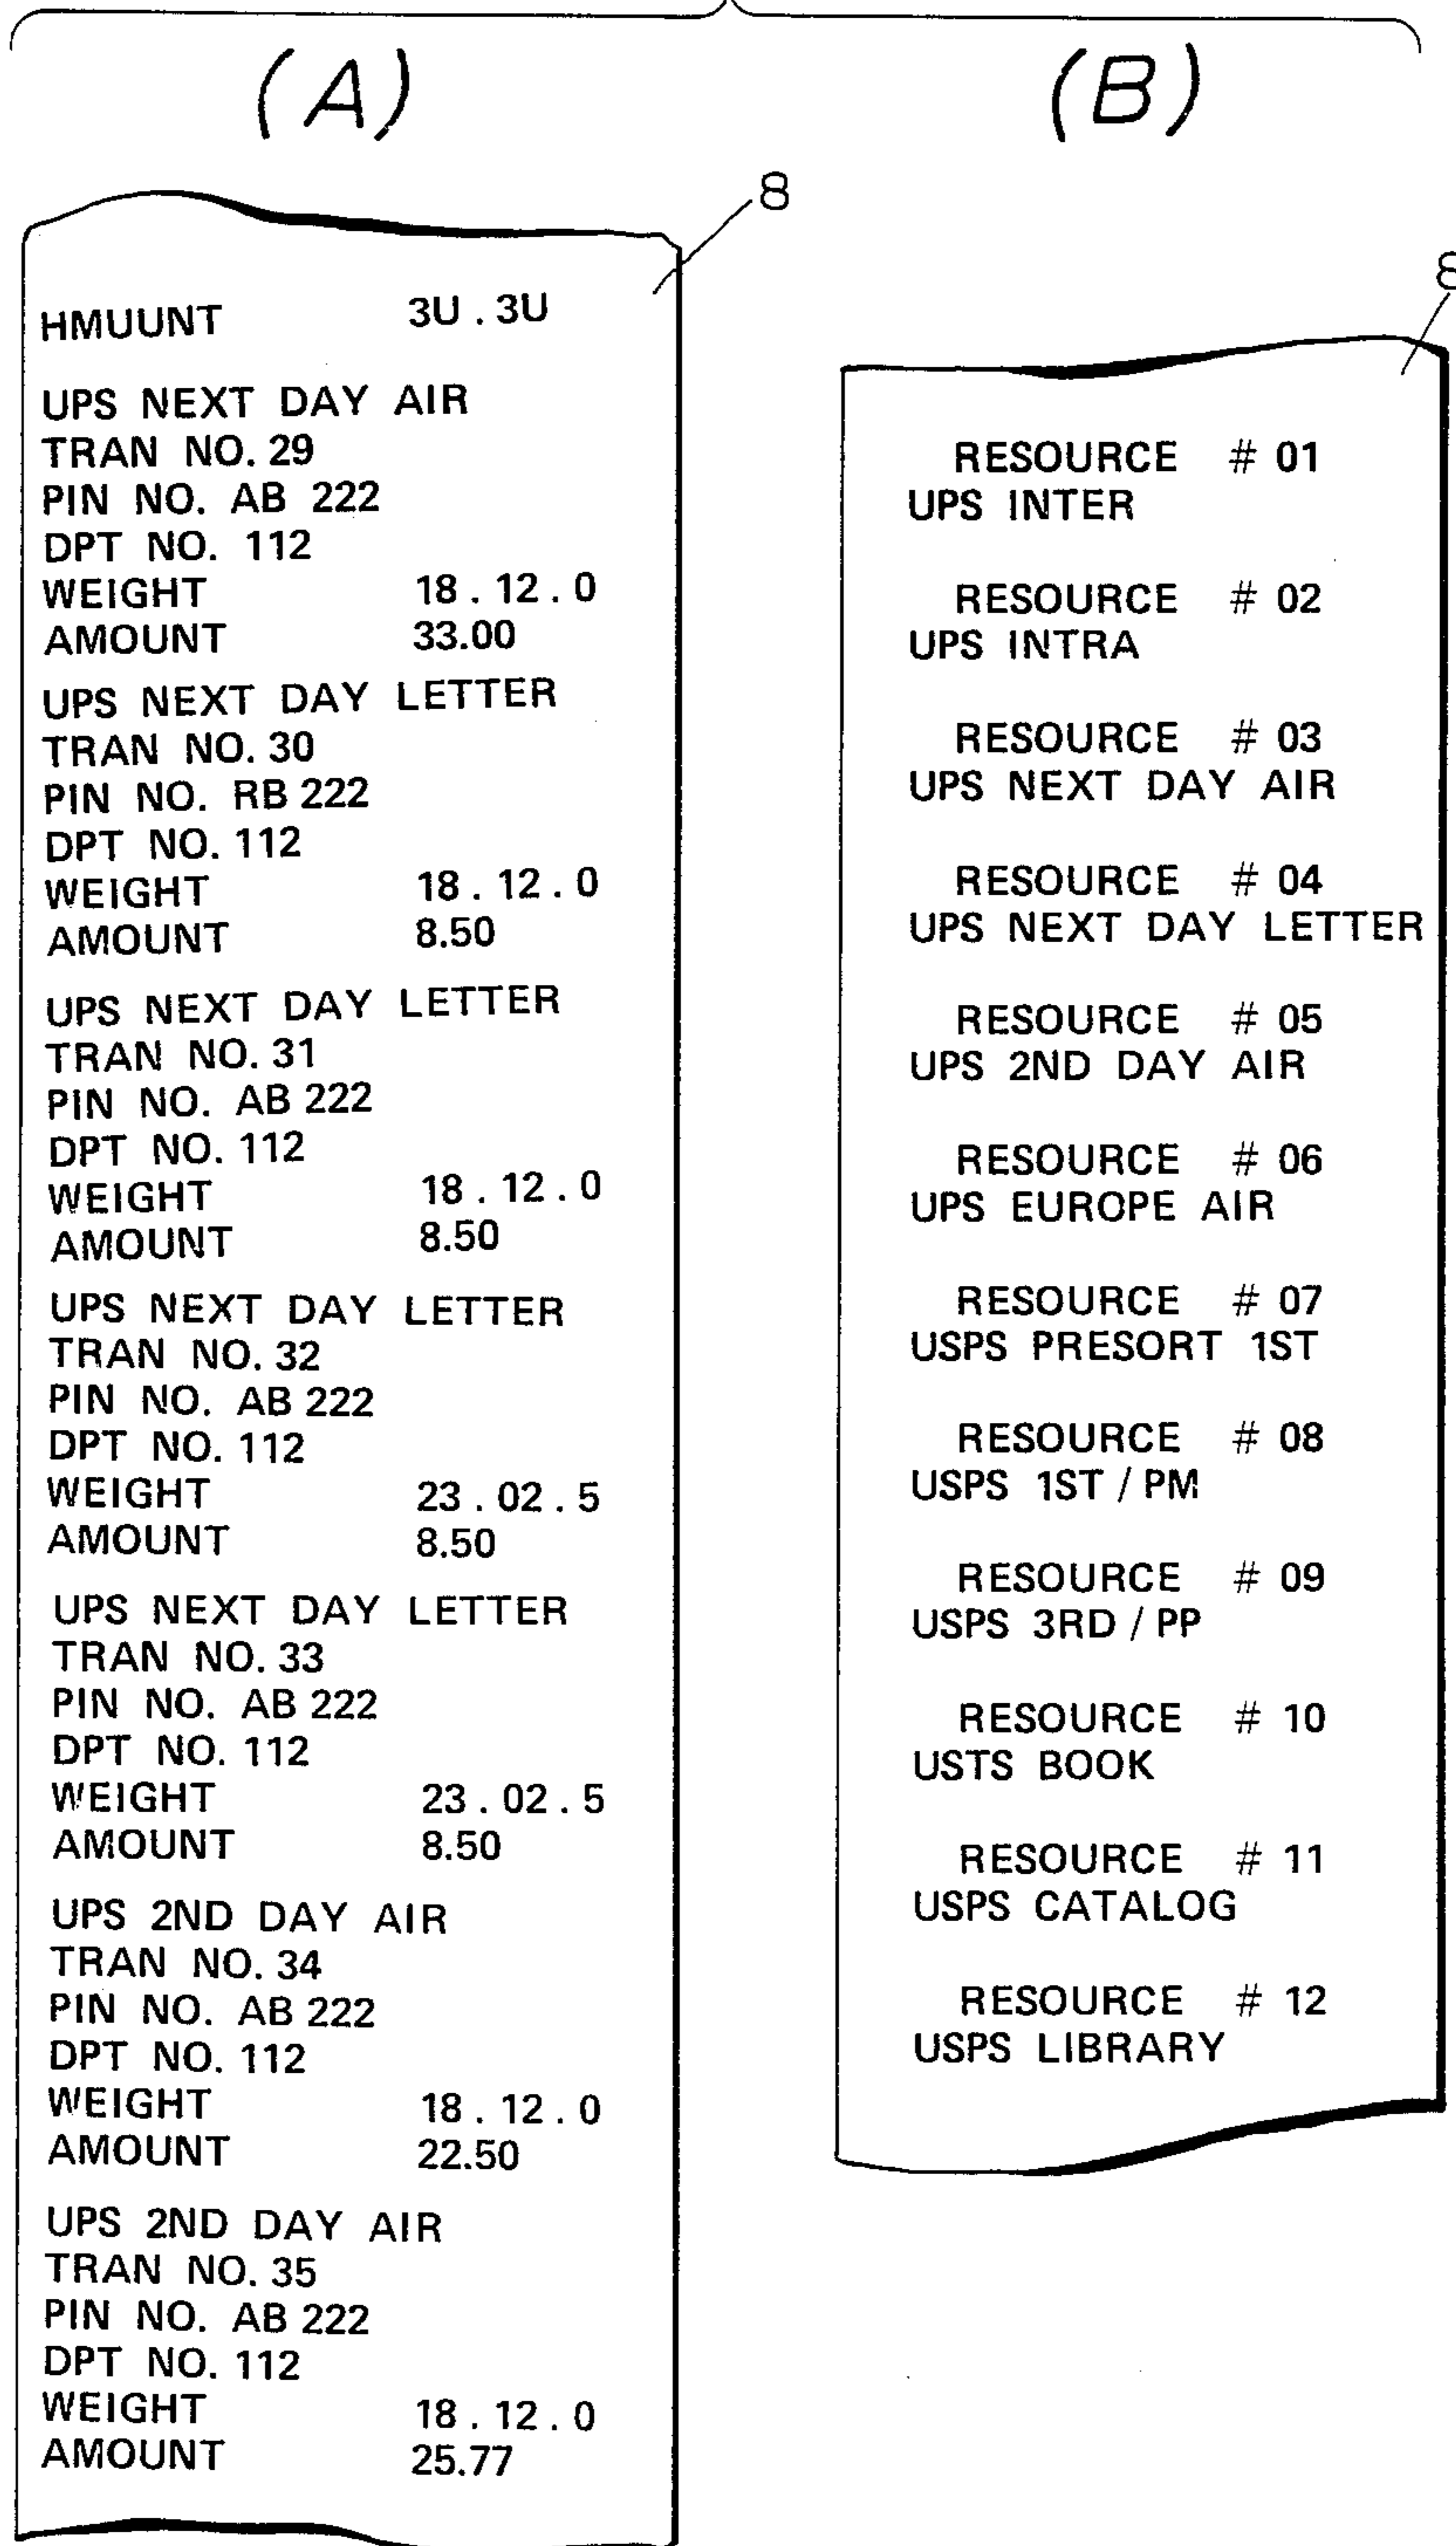 (A)
8
HMUUNT 3U . 3U
UPS NEXT DAY AIR
TRAN NO. 29
PIN NO. AB 222
DPT NO. 112
WEIGHT 18 . 12 . 0
AMOUNT 33.00
UPS NEXT DAY LETTER
TRAN NO. 30
PIN NO. RB 222
DPT NO. 112
WEIGHT 18 . 12 . 0
AMOUNT 8.50
UPS NEXT DAY LETTER
TRAN NO. 31
PIN NO. AB 222
DPT NO. 112
WEIGHT 18 . 12 . 0
AMOUNT 8.50
UPS NEXT DAY LETTER
TRAN NO. 32
PIN NO. AB 222
DPT NO. 112
WEIGHT 23 . 02 . 5
AMOUNT 8.50
UPS NEXT DAY LETTER
TRAN NO. 33
PIN NO. AB 222
DPT NO. 112
WEIGHT 23 . 02 . 5
AMOUNT 8.50
UPS 2ND DAY AIR
TRAN NO. 34
PIN NO. AB 222
DPT NO. 112
WEIGHT 18 . 12 . 0
AMOUNT 22.50
UPS 2ND DAY AIR
TRAN NO. 35
PIN NO. AB 222
DPT NO. 112
WEIGHT 18 . 12 . 0
AMOUNT 25.77
(B)
8
RESOURCE # 01
UPS INTER
RESOURCE # 02
UPS INTRA
RESOURCE # 03
UPS NEXT DAY AIR
RESOURCE # 04
UPS NEXT DAY LETTER
RESOURCE # 05
UPS 2ND DAY AIR
RESOURCE # 06
UPS EUROPE AIR
RESOURCE # 07
USPS PRESORT 1ST
RESOURCE # 08
USPS 1ST / PM
RESOURCE # 09
USPS 3RD / PP
RESOURCE # 10
USTS BOOK
RESOURCE # 11
USPS CATALOG
RESOURCE # 12
USPS LIBRARY